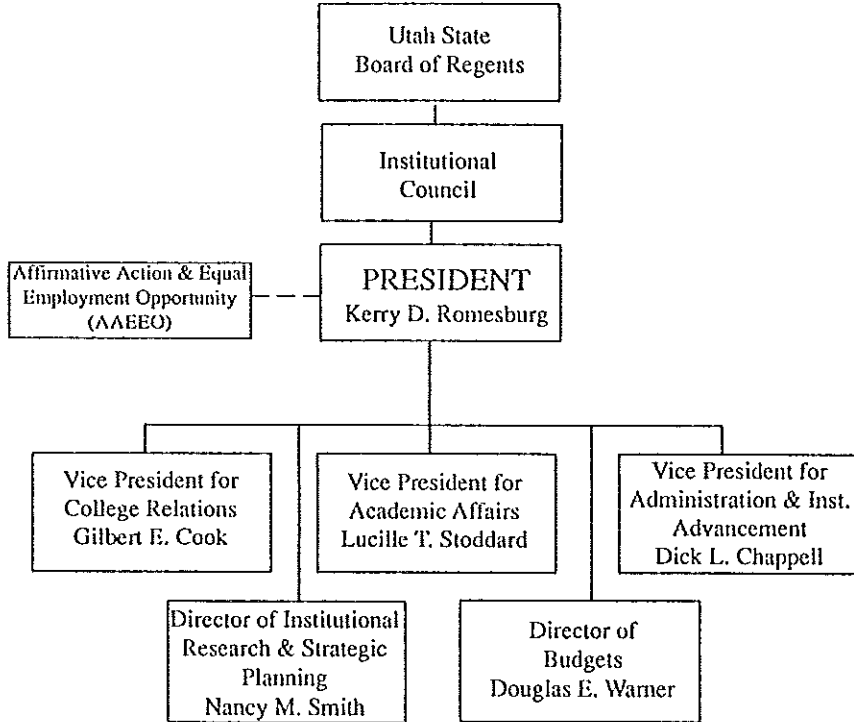 Utah State
Board of Regents
Institutional
Council
Affirmative Action & Equal
Employment Opportunity
(AAEEO)
PRESIDENT
Kerry D. Romesburg
Vice President for
College Relations
Gilbert E. Cook
Vice President for
Academic Affairs
Lucille T. Stoddard
Vice President for
Administration & Inst.
Advancement
Dick L. Chappell
Director of Institutional
Research & Strategic
Planning
Nancy M. Smith
Director of
Budgets
Douglas E. Warner